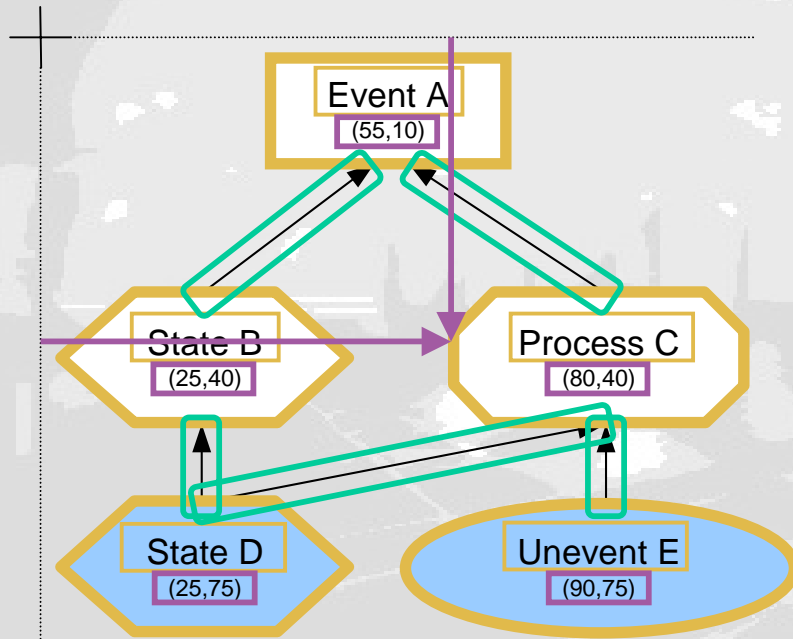 Event A
(55,10)
State B
(25,40)
Process C
(80,40)
State D
(25,75)
Unevent E
(90,75)